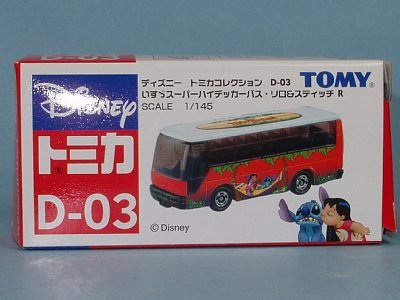 Disney
トミカ
D-03
ディズニー トミカコレクション D-03
いすゞスーパーハイデッカーバス・リロ&スティッチ R
SCALE 1/145
TOMY
©Disney